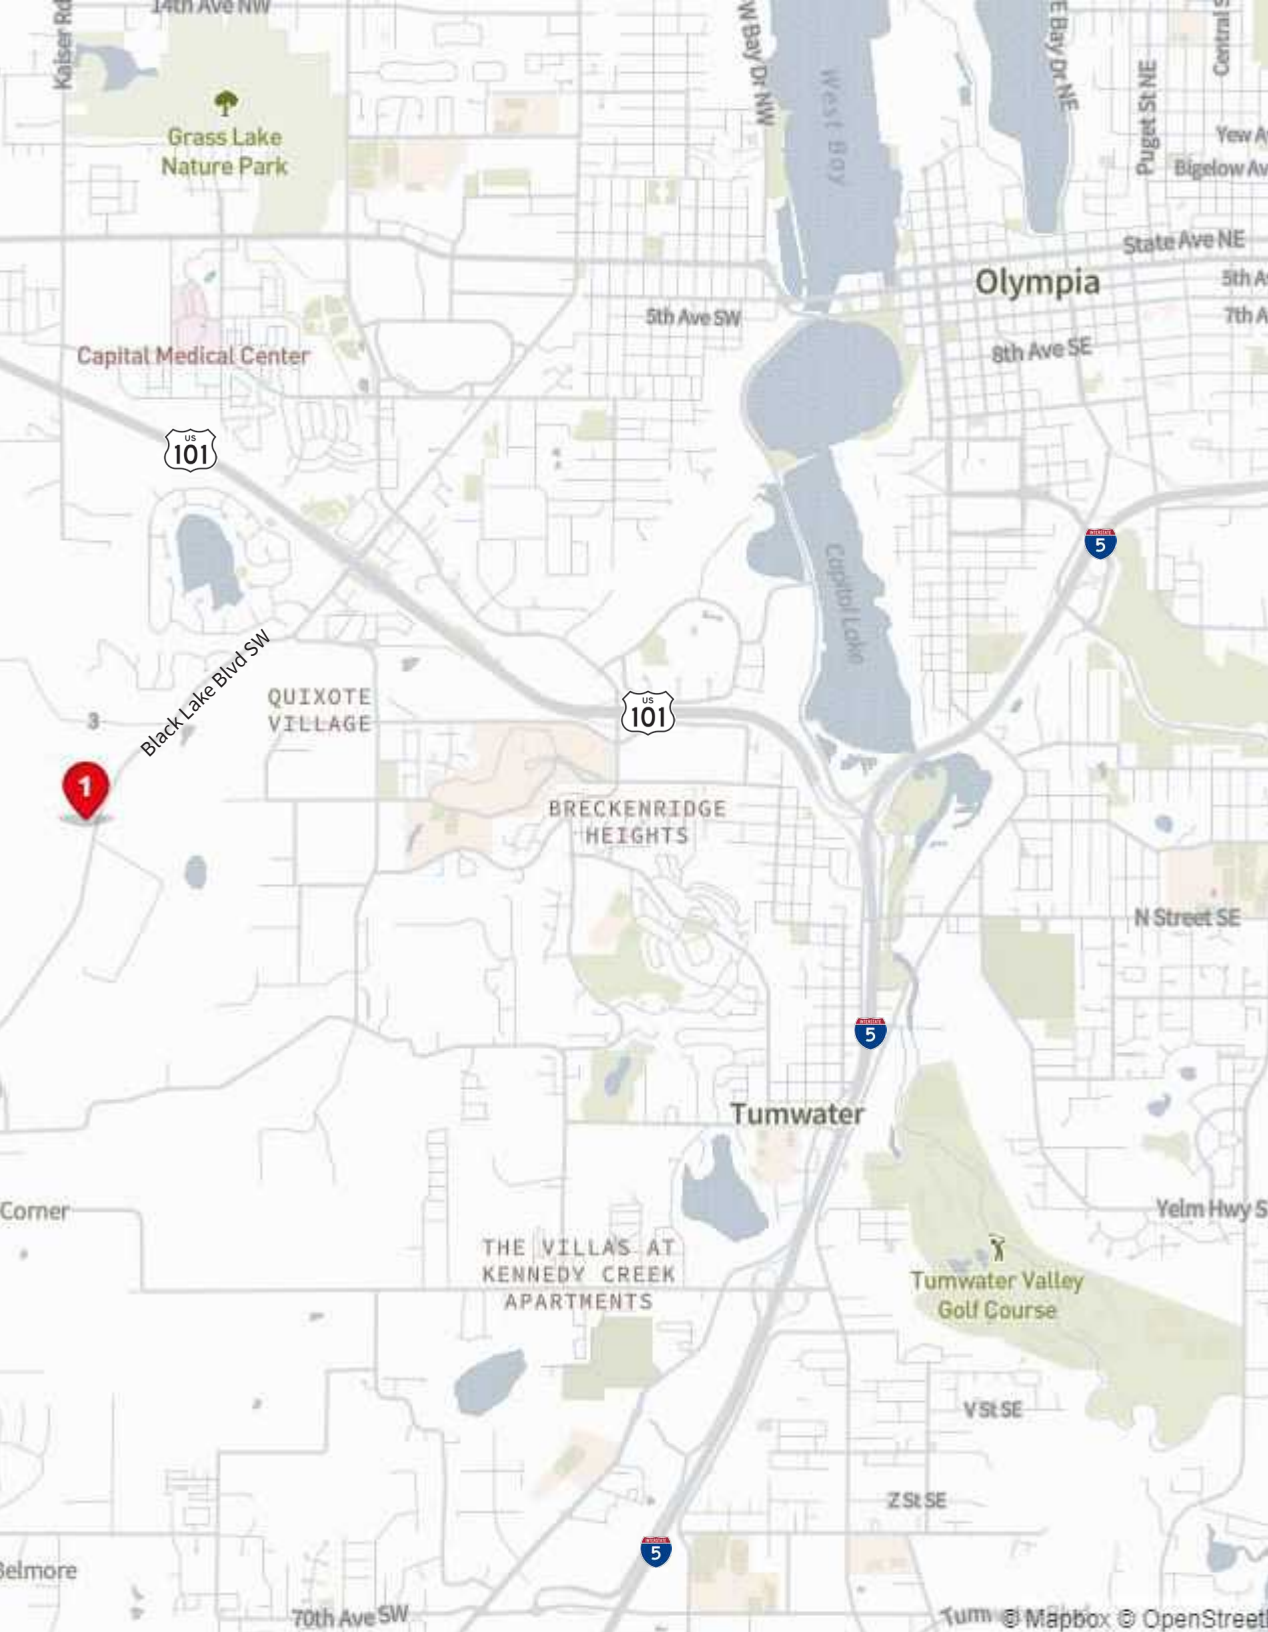 14th Ave NW
Kaiser Rd
W Bay Dr NW
E Bay Dr NE
Puget St NE
Central S
West Bay
Grass Lake
Nature Park
Yew A
Bigelow Av
State Ave NE
Olympia
5th A
5th Ave SW
7th A
8th Ave SE
Capital Medical Center
US
101
5
Capitol Lake
Black Lake Blvd SW
QUIXOTE
VILLAGE
US
101
3
1
BRECKENRIDGE
HEIGHTS
N Street SE
5
Tumwater
Corner
Yelm Hwy S
THE VILLAS AT
KENNEDY CREEK
APARTMENTS
Tumwater Valley
Golf Course
V St SE
Z St SE
5
Belmore
70th Ave SW
© Mapbox © OpenStreet